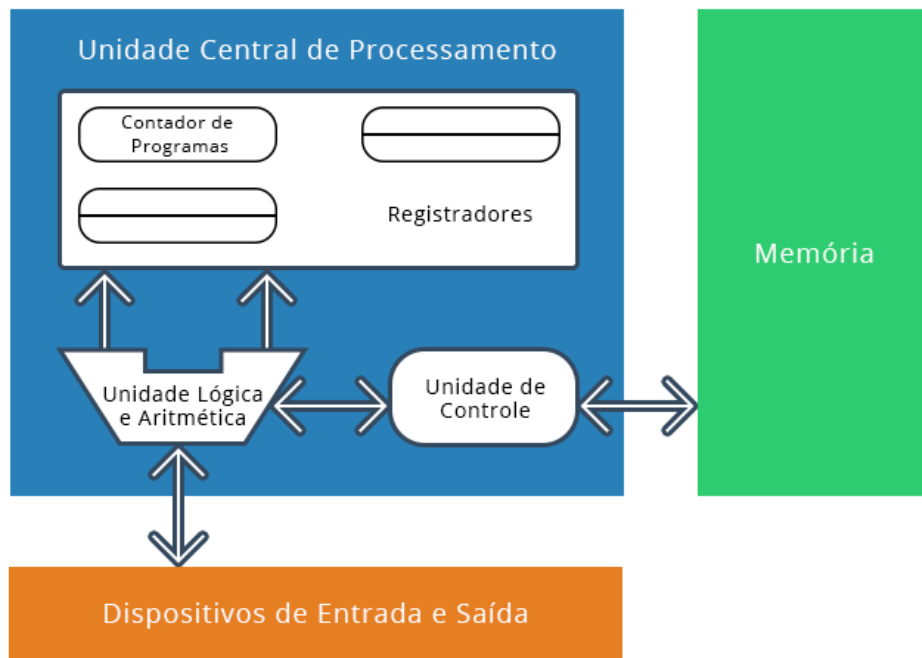 Unidade Central de Processamento
Contador de
Programas
Registradores
Memória
Unidade Lógica
e Aritmética
Unidade de
Controle
Dispositivos de Entrada e Saída